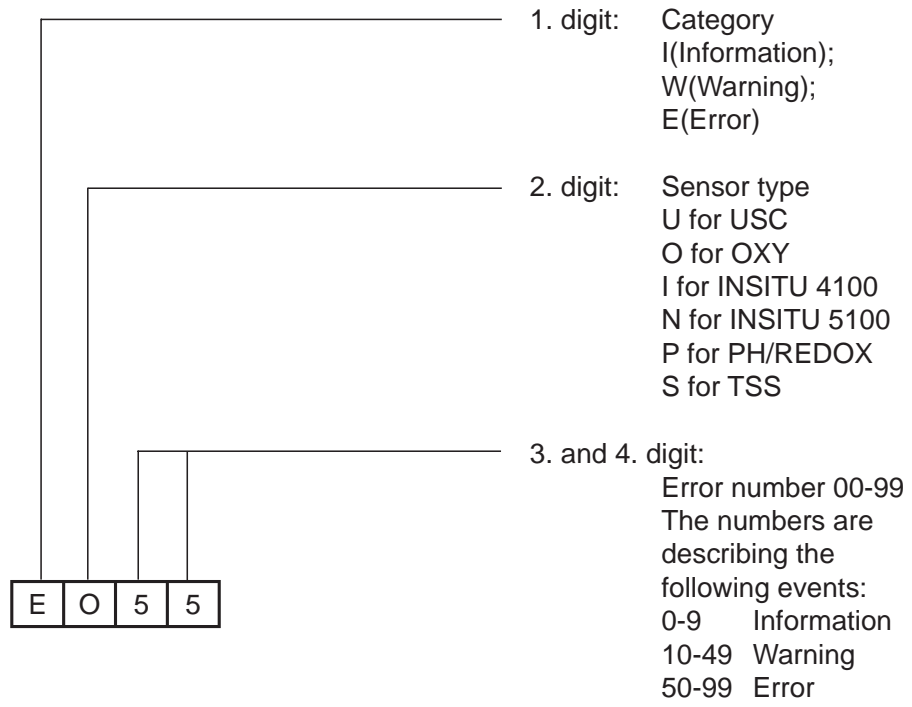 1. digit: Category
I(Information);
W(Warning);
E(Error)
2. digit: Sensor type
U for USC
O for OXY
I for INSITU 4100
N for INSITU 5100
P for PH/REDOX
S for TSS
3. and 4. digit:
Error number 00-99
The numbers are
describing the
following events:
0-9 Information
10-49 Warning
50-99 Error
E O 5 5